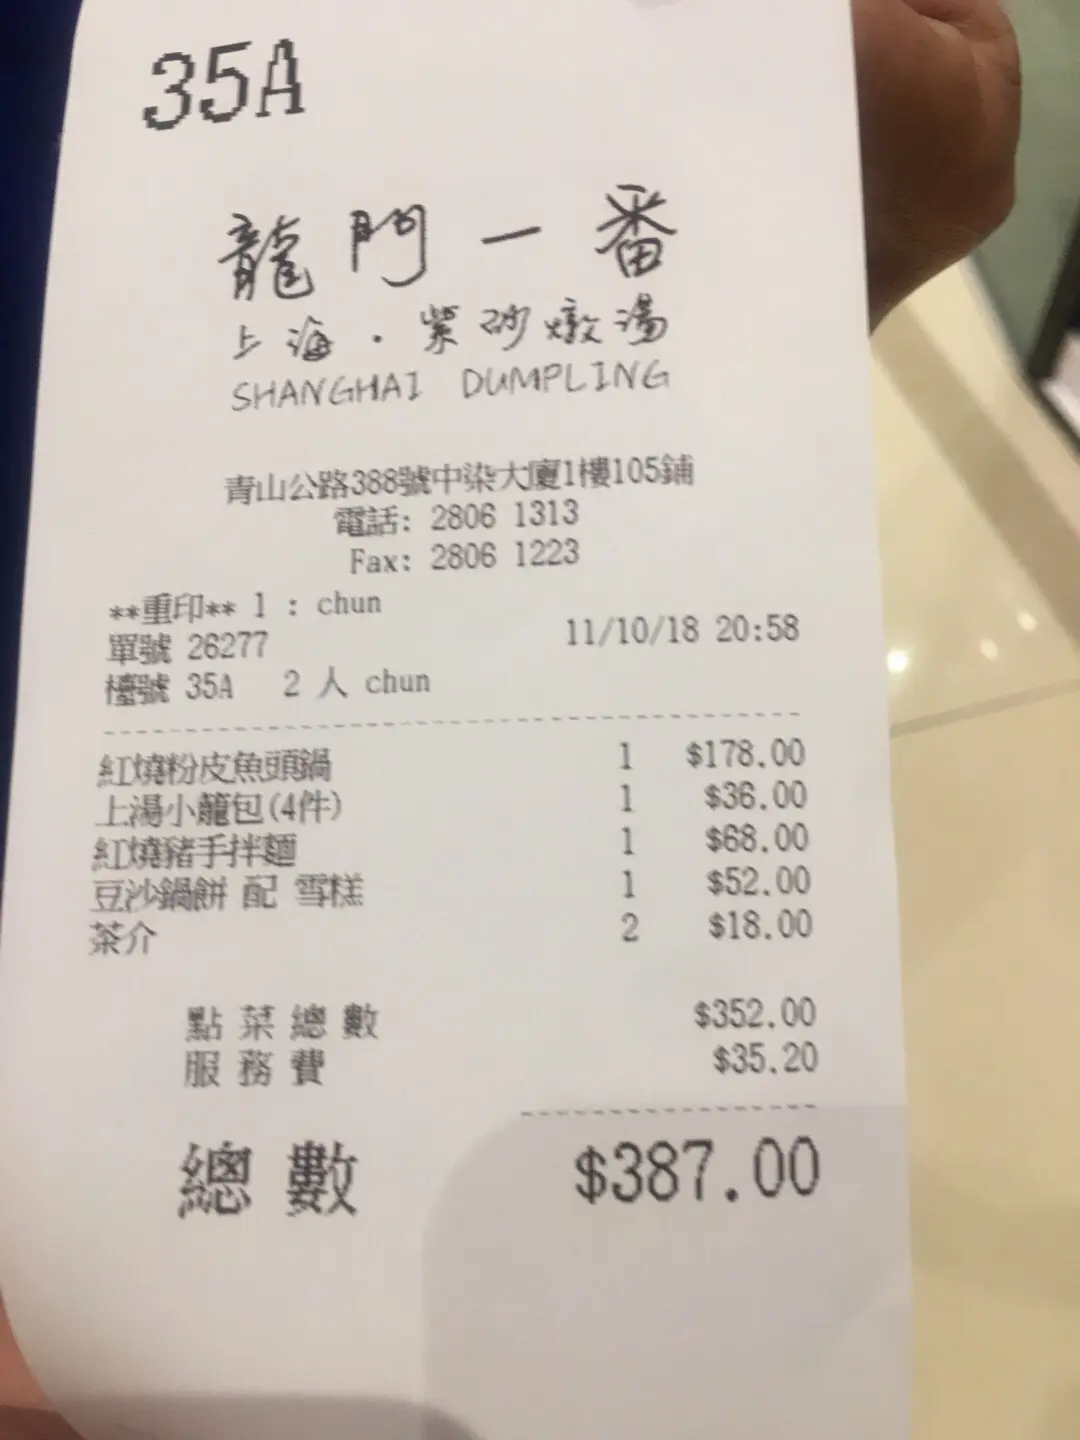 35A
龍門一番
上海·紫砂燉湯
SHANGHAI DUMPLING
青山公路388號中染大廈1樓105鋪
電話: 2806 1313
Fax: 2806 1223
**重印** 1 : chun
單號 26277 11/10/18 20:58
檯號 35A 2 人 chun
紅燒粉皮魚頭鍋 1 $178.00
上湯小籠包(4件) 1 $36.00
紅燒豬手拌麵 1 $68.00
豆沙鍋餅 配 雪糕 1 $52.00
茶介 2 $18.00
點菜總數 $352.00
服務費 $35.20
總數 $387.00